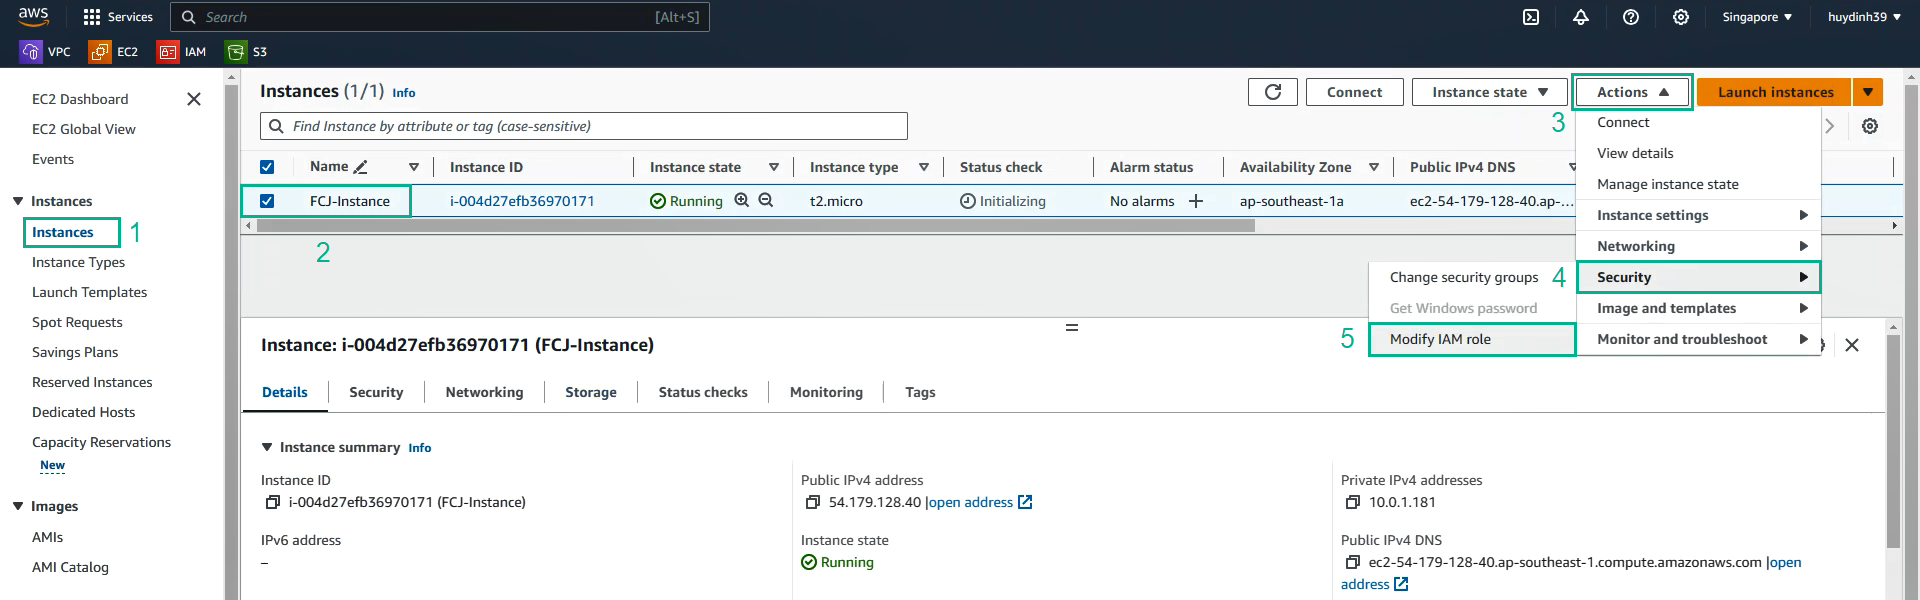 aws Services Search [Alt+S] Singapore huydinh39
VPC EC2 IAM S3
EC2 Dashboard
EC2 Global View
Events
Instances
Instances 1
Instance Types
Launch Templates
Spot Requests
Savings Plans
Reserved Instances
Dedicated Hosts
Capacity Reservations
New
Images
AMIs
AMI Catalog
Instances (1/1) Info Connect Instance state Actions Launch instances
Find Instance by attribute or tag (case-sensitive) 3
Name Instance ID Instance state Instance type Status check Alarm status Availability Zone Public IPv4 DNS
FCJ-Instance i-004d27efb36970171 Running t2.micro Initializing No alarms ap-southeast-1a ec2-54-179-128-40.ap-...
2
Connect
View details
Manage instance state
Instance settings
Networking
4 Security
Image and templates
Monitor and troubleshoot
Change security groups
Get Windows password
5 Modify IAM role
Instance: i-004d27efb36970171 (FCJ-Instance)
Details Security Networking Storage Status checks Monitoring Tags
Instance summary Info
Instance ID
i-004d27efb36970171 (FCJ-Instance)
IPv6 address
–
Public IPv4 address
54.179.128.40 |open address
Instance state
Running
Private IPv4 addresses
10.0.1.181
Public IPv4 DNS
ec2-54-179-128-40.ap-southeast-1.compute.amazonaws.com |open
address